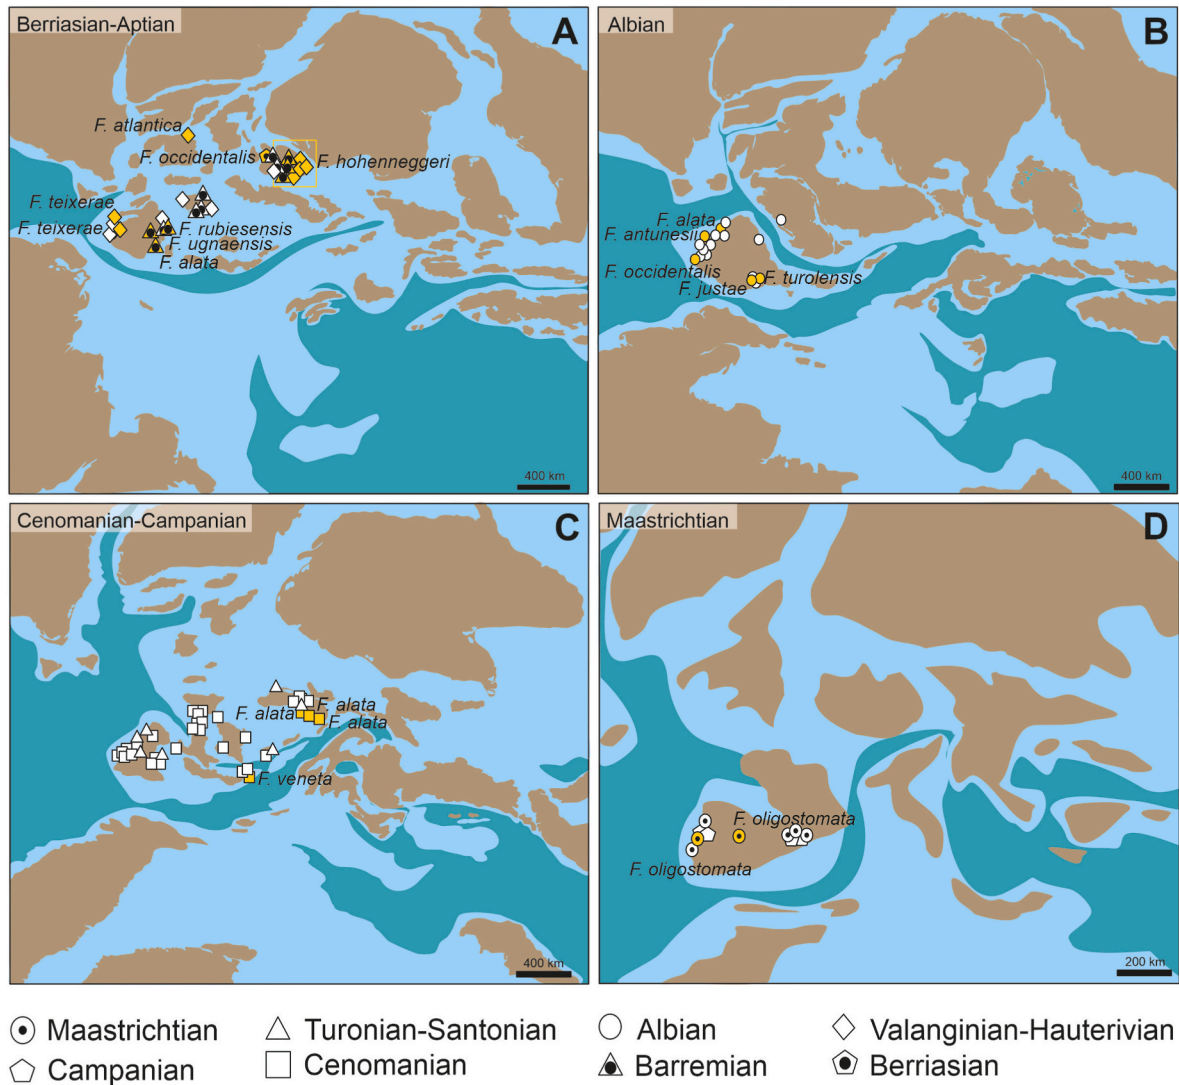 Berriasian-Aptian
A
F. atlantica
F. occidentalis
F. hohenneggeri
F. teixerae
F. teixerae
F. rubiesensis
F. ugnaensis
F. alata
400 km
Albian
B
F. alata
F. antunesii
F. occidentalis
F. justae
F. turolensis
400 km
Cenomanian-Campanian
C
F. alata
F. alata
F. alata
F. veneta
400 km
Maastrichtian
D
F. oligostomata
F. oligostomata
200 km
Maastrichtian
Turonian-Santonian
Albian
Valanginian-Hauterivian
Campanian
Cenomanian
Barremian
Berriasian